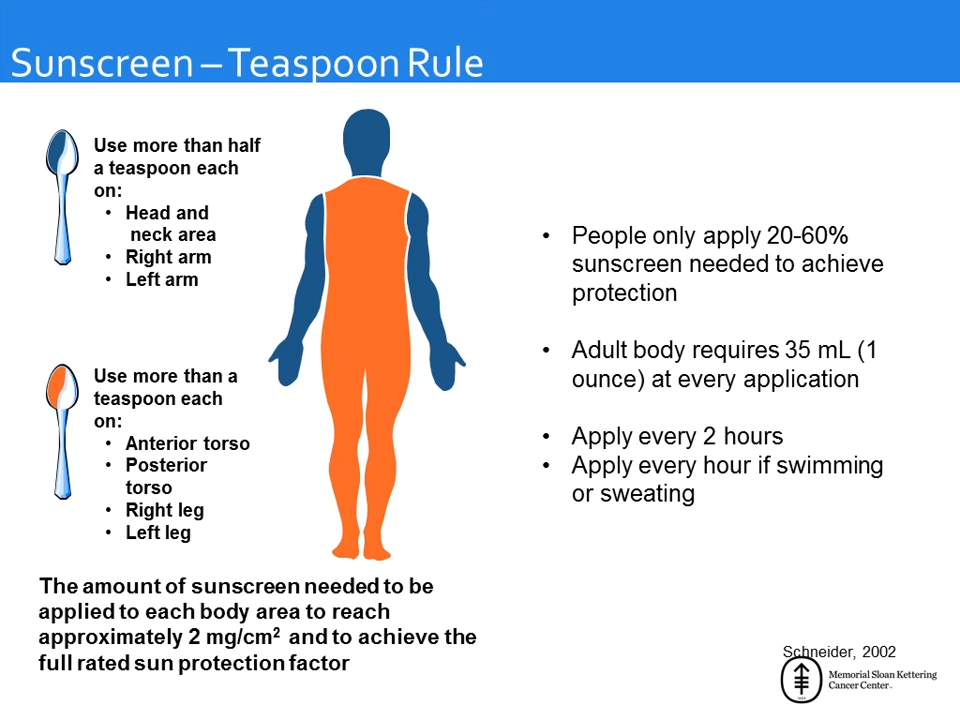 Sunscreen – Teaspoon Rule
Use more than half
a teaspoon each
on:
• Head and
neck area
• Right arm
• Left arm
Use more than a
teaspoon each
on:
• Anterior torso
• Posterior
torso
• Right leg
• Left leg
The amount of sunscreen needed to be
applied to each body area to reach
approximately 2 mg/cm² and to achieve the
full rated sun protection factor
• People only apply 20-60%
sunscreen needed to achieve
protection
• Adult body requires 35 mL (1
ounce) at every application
• Apply every 2 hours
• Apply every hour if swimming
or sweating
Schneider, 2002
Memorial Sloan Kettering
Cancer Center